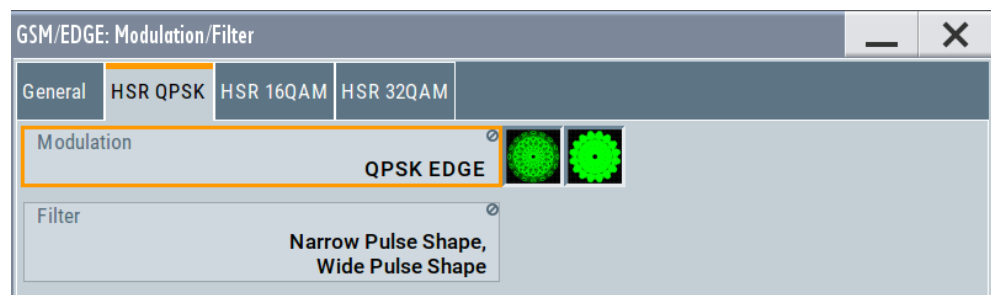 GSM/EDGE: Modulation/Filter
General HSR QPSK HSR 16QAM HSR 32QAM
Modulation
QPSK EDGE
Filter
Narrow Pulse Shape,
Wide Pulse Shape